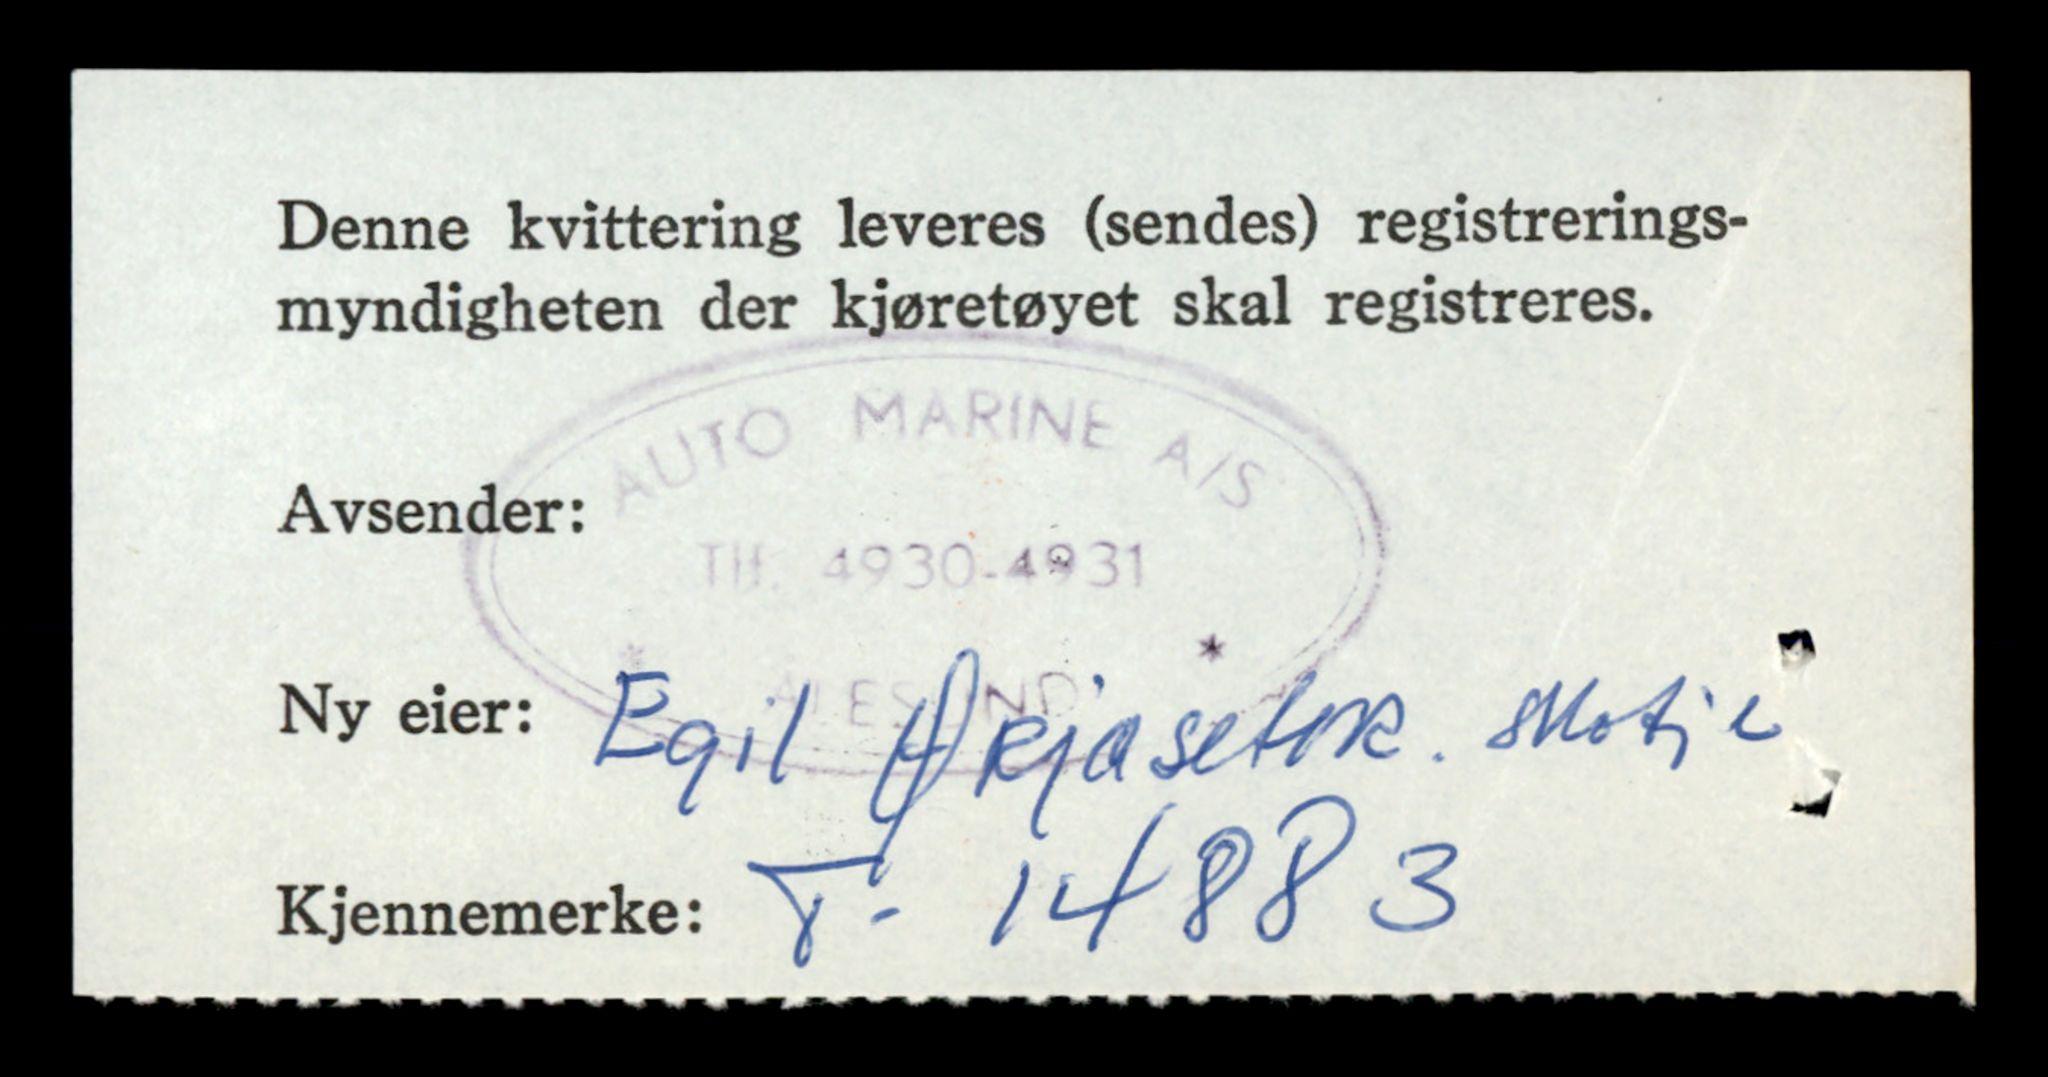 Denne kvittering leveres (sendes) registrerings-
myndigheten der kjøretøyet skal registreres.
AUTO MARINE A/S
Avsender:
Tlf. 4930-4931
* *
ÅLESUND
Ny eier: Egil Ørjaseter.
Kjennemerke: T- 14883